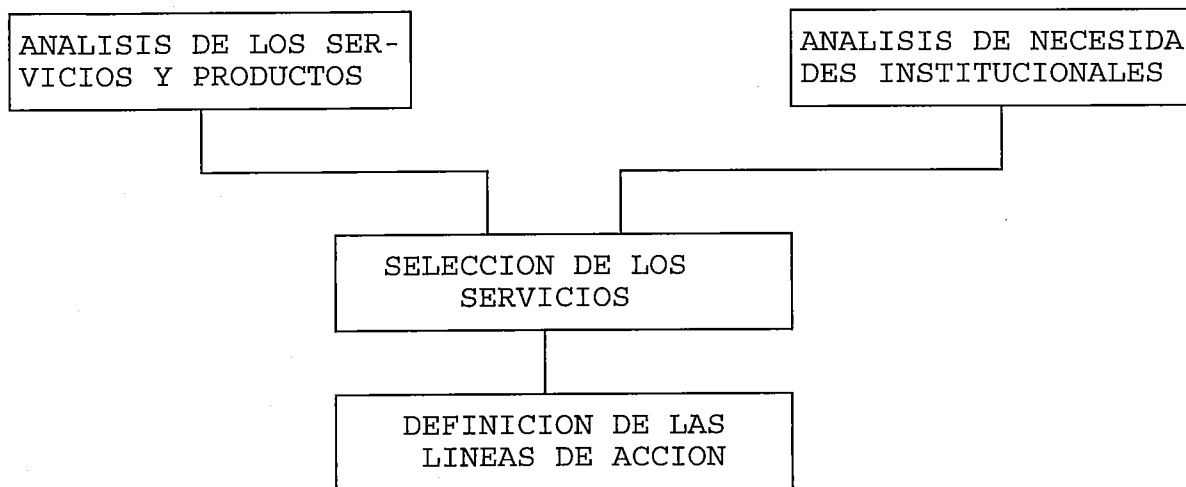 ANALISIS DE LOS SER-
VICIOS Y PRODUCTOS
ANALISIS DE NECESIDA
DES INSTITUCIONALES
SELECCION DE LOS
SERVICIOS
DEFINICION DE LAS
LINEAS DE ACCION